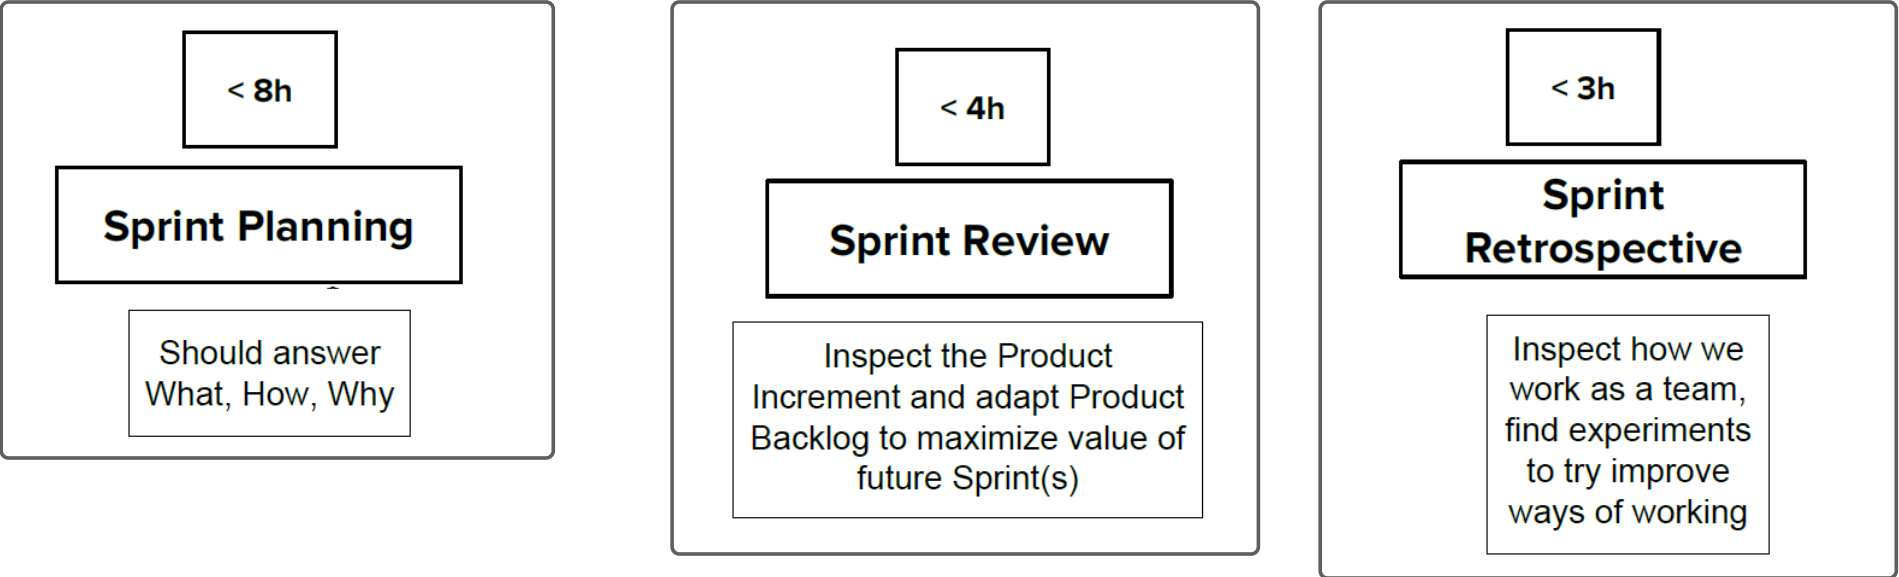 < 8h
Sprint Planning
Should answer
What, How, Why
< 4h
Sprint Review
Inspect the Product
Increment and adapt Product
Backlog to maximize value of
future Sprint(s)
< 3h
Sprint
Retrospective
Inspect how we
work as a team,
find experiments
to try improve
ways of working